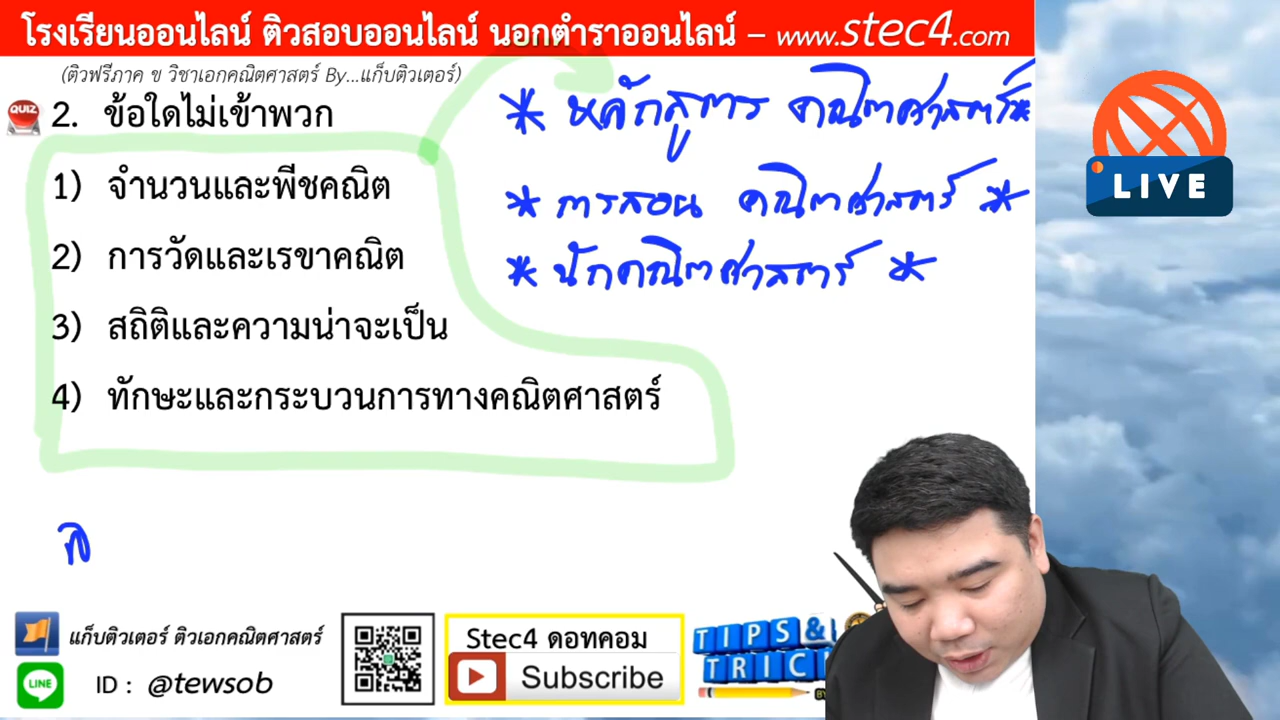 โรงเรียนออนไลน์ ติวสอบออนไลน์ นอกตำราออนไลน์ – www.stec4.com
(ติวฟรีภาค ข วิชาเอกคณิตศาสตร์ By...แก็บติวเตอร์)
QUIZ
2. ข้อใดไม่เข้าพวก
1) จำนวนและพีชคณิต
2) การวัดและเรขาคณิต
3) สถิติและความน่าจะเป็น
4) ทักษะและกระบวนการทางคณิตศาสตร์
* หลักสูตร คณิตศาสตร์ *
* การสอน คณิตศาสตร์ *
* นักคณิตศาสตร์ *
LIVE
แก็บติวเตอร์ ติวเอกคณิตศาสตร์
LINE
ID : @tewsob
Stec4 ดอทคอม
Subscribe
TIPS &